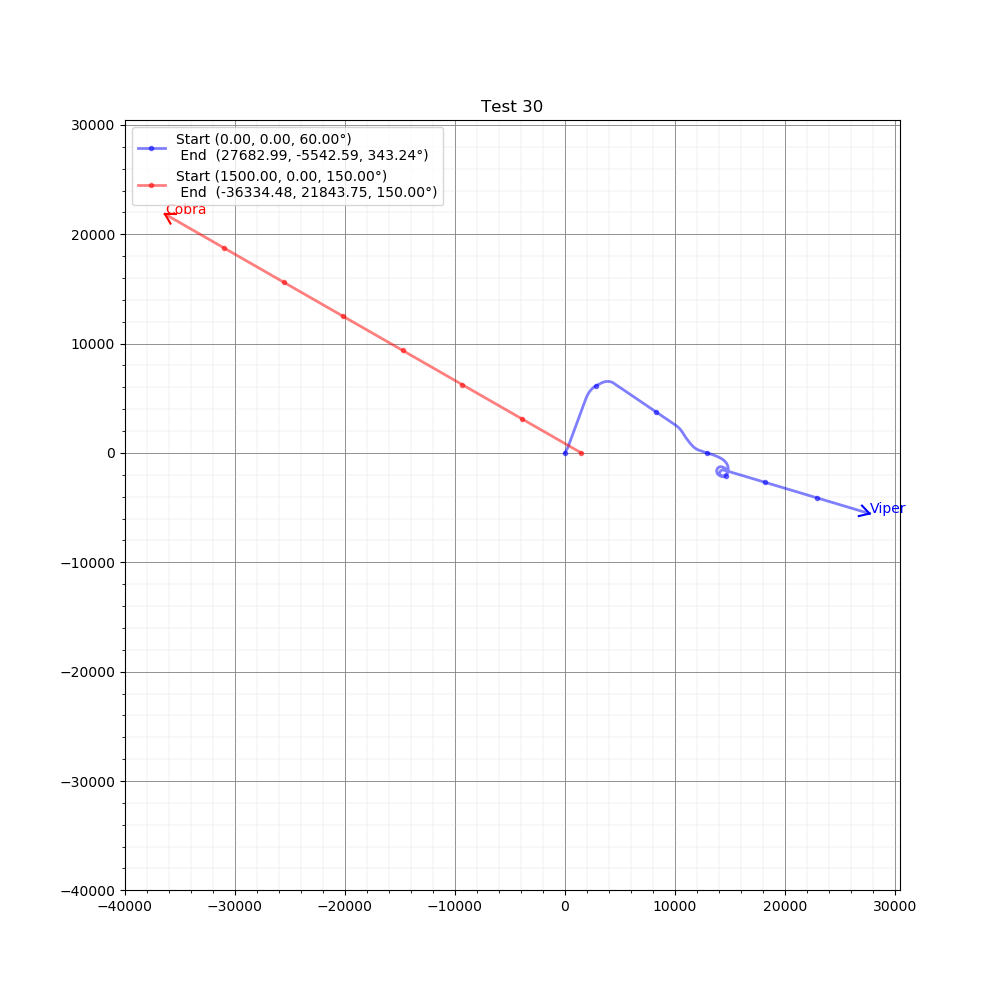 Test 30
30000
20000
10000
0
−10000
−20000
−30000
−40000
Start (0.00, 0.00, 60.00°)
End (27682.99, -5542.59, 343.24°)
Start (1500.00, 0.00, 150.00°)
End (-36334.48, 21843.75, 150.00°)
Cobra
Viper
−40000 −30000 −20000 −10000 0 10000 20000 30000